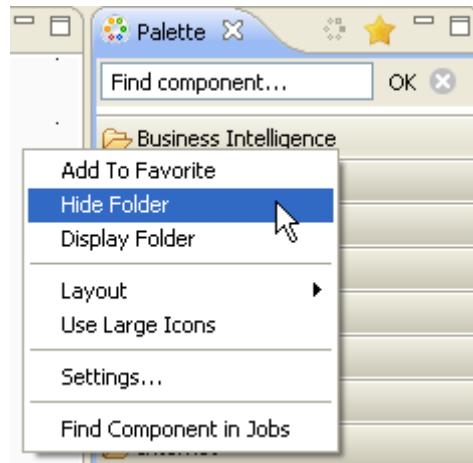 Palette
Find component...
OK
Business Intelligence
Add To Favorite
Hide Folder
Display Folder
Layout
Use Large Icons
Settings...
Find Component in Jobs